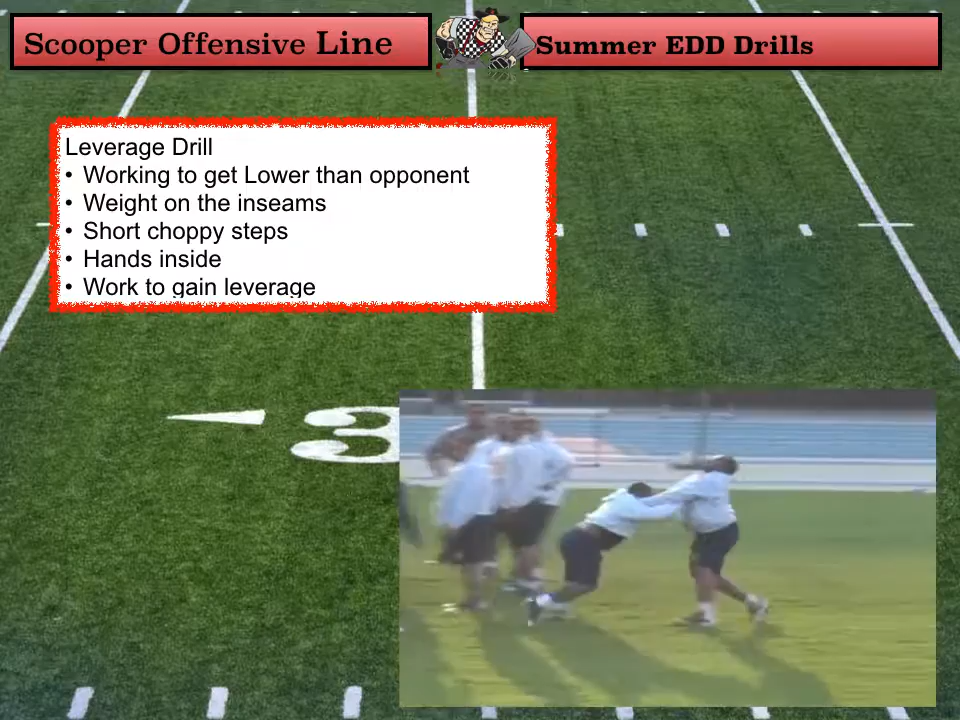 Scooper Offensive Line
Summer EDD Drills
Leverage Drill
• Working to get Lower than opponent
• Weight on the inseams
• Short choppy steps
• Hands inside
• Work to gain leverage
3